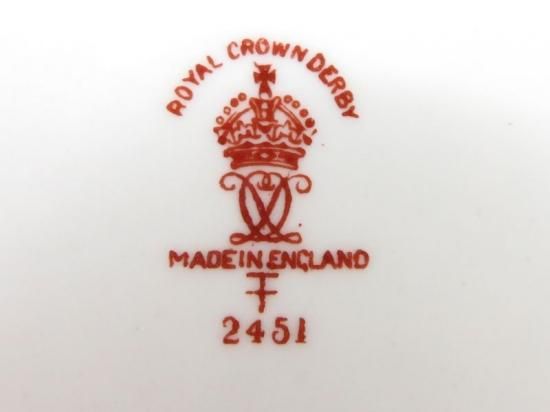 ROYAL CROWN DERBY
MADE IN ENGLAND
2451